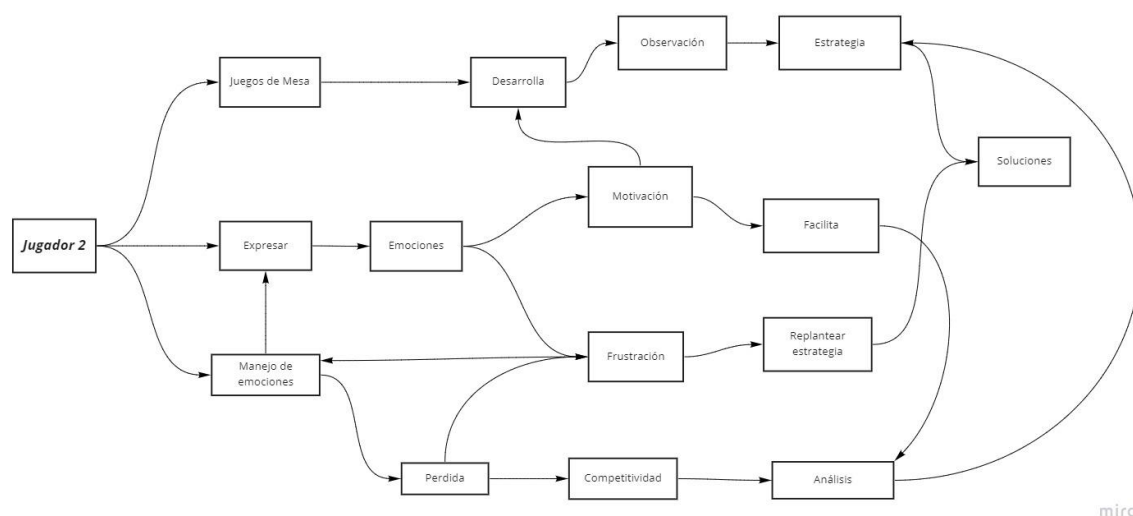 Observación
Estrategia
Juegos de Mesa
Desarrolla
Soluciones
Motivación
Facilita
Jugador 2
Expresar
Emociones
Replantear
estrategia
Frustración
Manejo de
emociones
Perdida
Competitividad
Análisis
miro